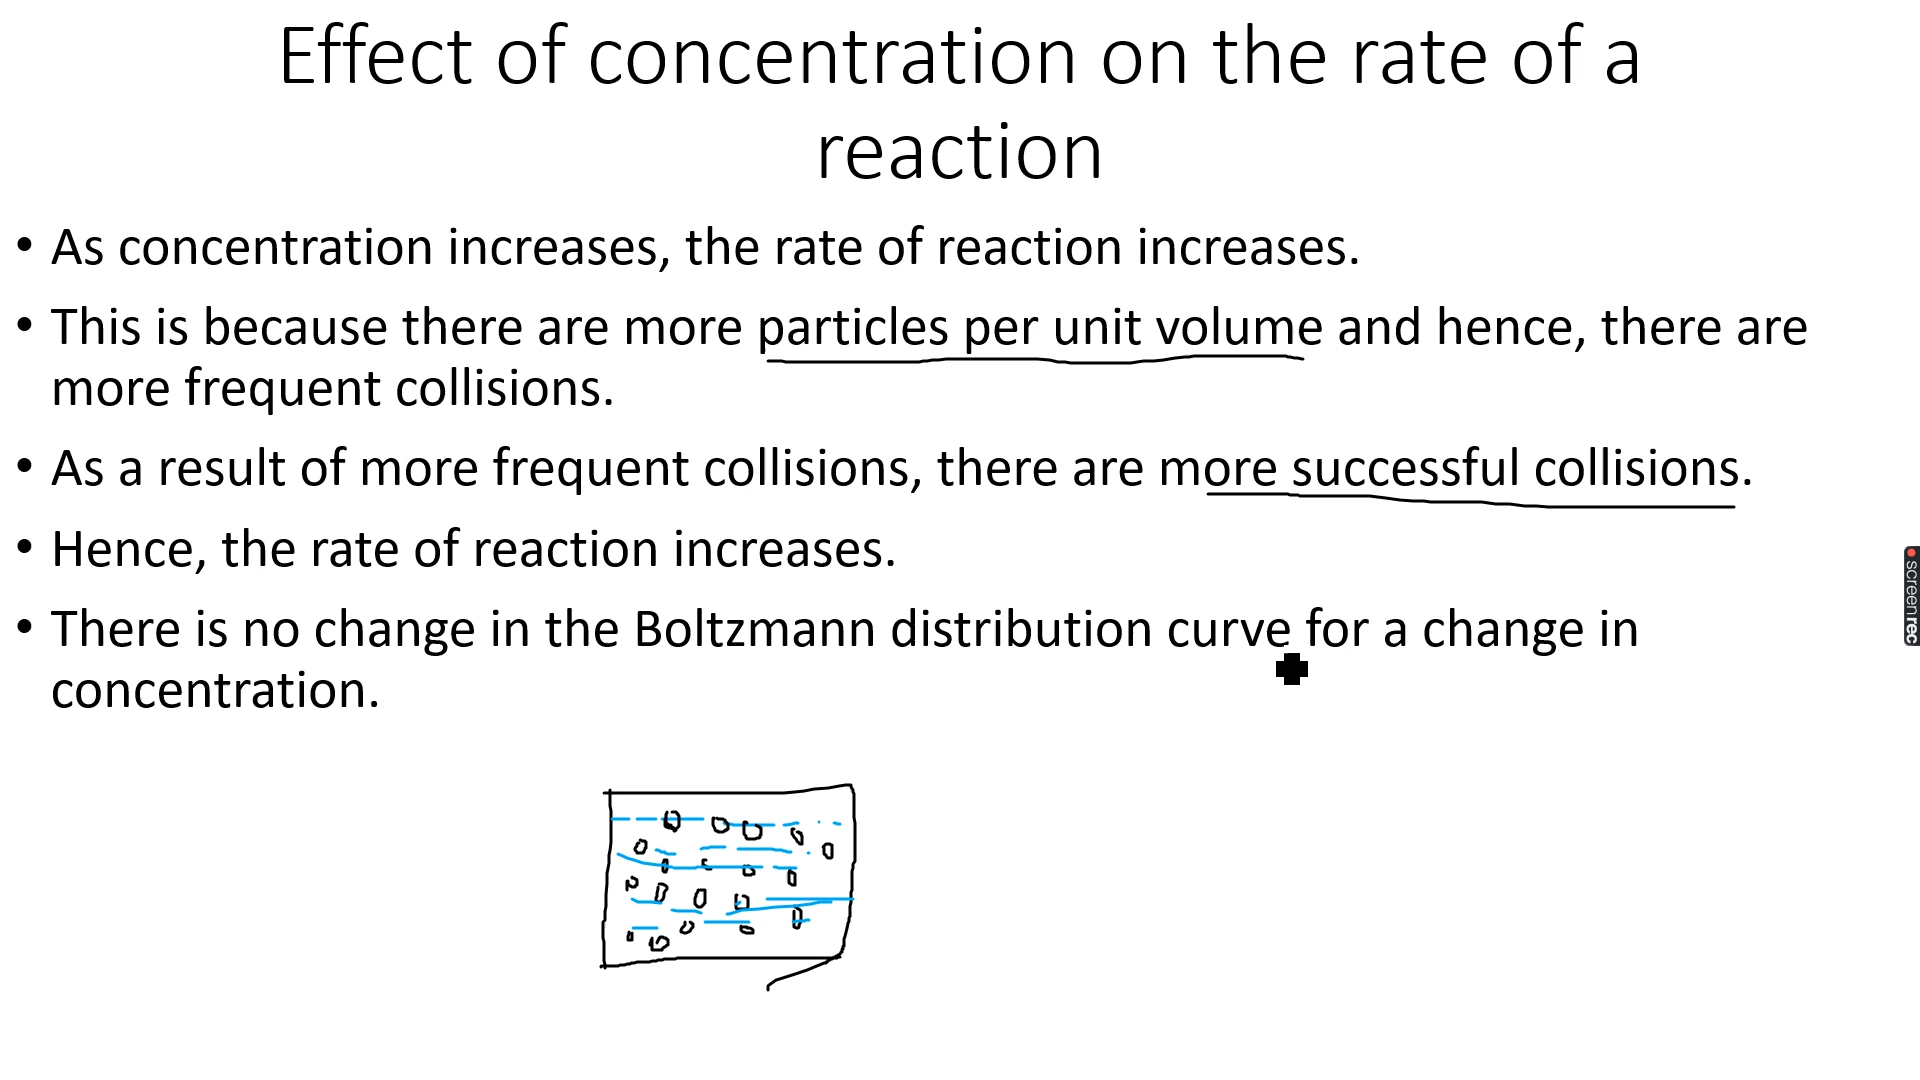 Effect of concentration on the rate of a
reaction
• As concentration increases, the rate of reaction increases.
• This is because there are more particles per unit volume and hence, there are
more frequent collisions.
• As a result of more frequent collisions, there are more successful collisions.
• Hence, the rate of reaction increases.
• There is no change in the Boltzmann distribution curve for a change in
concentration.
screenrec